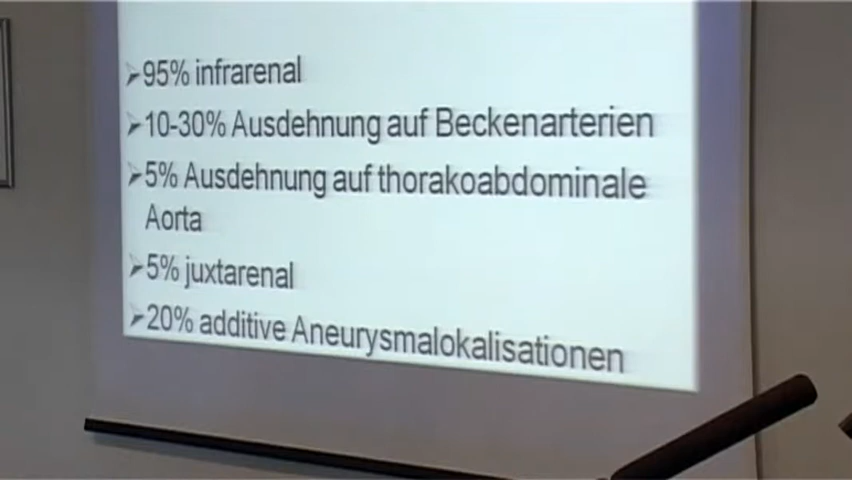 ➢95% infrarenal
➢10-30% Ausdehnung auf Beckenarterien
➢5% Ausdehnung auf thorakoabdominale
Aorta
➢5% juxtarenal
➢20% additive Aneurysmalokalisationen